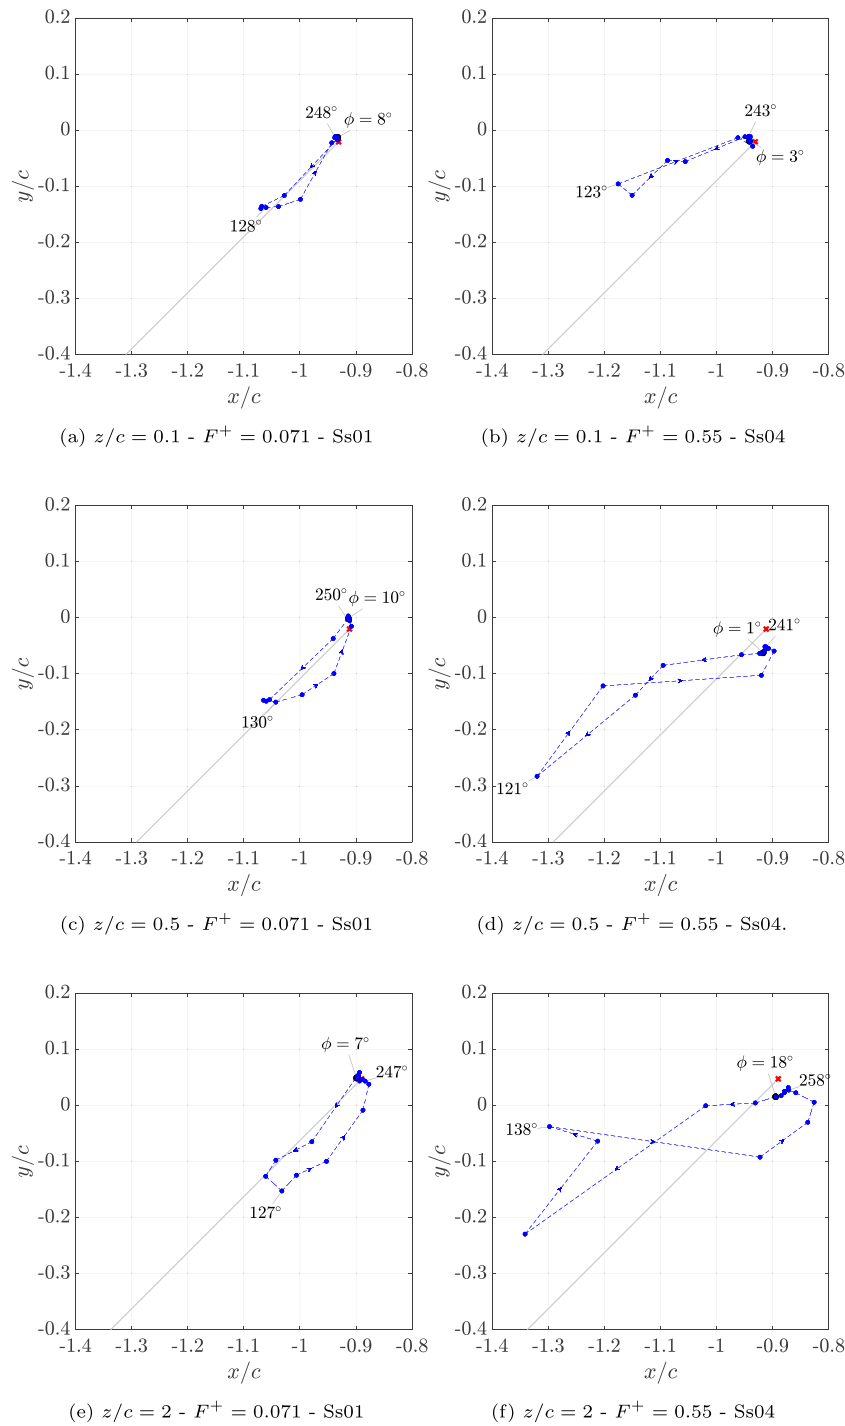 0.2
0.1
0
-0.1
-0.2
-0.3
-0.4
y/c
248°
ϕ = 8°
128°
-1.4 -1.3 -1.2 -1.1 -1 -0.9 -0.8
x/c
(a) z/c = 0.1 - F⁺ = 0.071 - Ss01
0.2
0.1
0
-0.1
-0.2
-0.3
-0.4
y/c
243°
ϕ = 3°
123°
-1.4 -1.3 -1.2 -1.1 -1 -0.9 -0.8
x/c
(b) z/c = 0.1 - F⁺ = 0.55 - Ss04
0.2
0.1
0
-0.1
-0.2
-0.3
-0.4
y/c
250° ϕ = 10°
130°
-1.4 -1.3 -1.2 -1.1 -1 -0.9 -0.8
x/c
(c) z/c = 0.5 - F⁺ = 0.071 - Ss01
0.2
0.1
0
-0.1
-0.2
-0.3
-0.4
y/c
ϕ = 1° 241°
121°
-1.4 -1.3 -1.2 -1.1 -1 -0.9 -0.8
x/c
(d) z/c = 0.5 - F⁺ = 0.55 - Ss04.
0.2
0.1
0
-0.1
-0.2
-0.3
-0.4
y/c
ϕ = 7°
247°
127°
-1.4 -1.3 -1.2 -1.1 -1 -0.9 -0.8
x/c
(e) z/c = 2 - F⁺ = 0.071 - Ss01
0.2
0.1
0
-0.1
-0.2
-0.3
-0.4
y/c
ϕ = 18°
258°
138°
-1.4 -1.3 -1.2 -1.1 -1 -0.9 -0.8
x/c
(f) z/c = 2 - F⁺ = 0.55 - Ss04